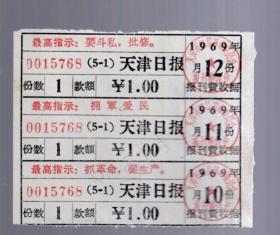 最高指示：要斗私，批修。 1969年
0015768 (5-1) 天津日报 12月份
份数 1 款额 ¥1.00 报刊费收据
最高指示：拥軍爱民 1969年
0015768 (5-1) 天津日报 11月份
份数 1 款额 ¥1.00 报刊费收据
最高指示：抓革命，促生产。 1969年
0015768 (5-1) 天津日报 10月份
份数 1 款额 ¥1.00 报刊费收据